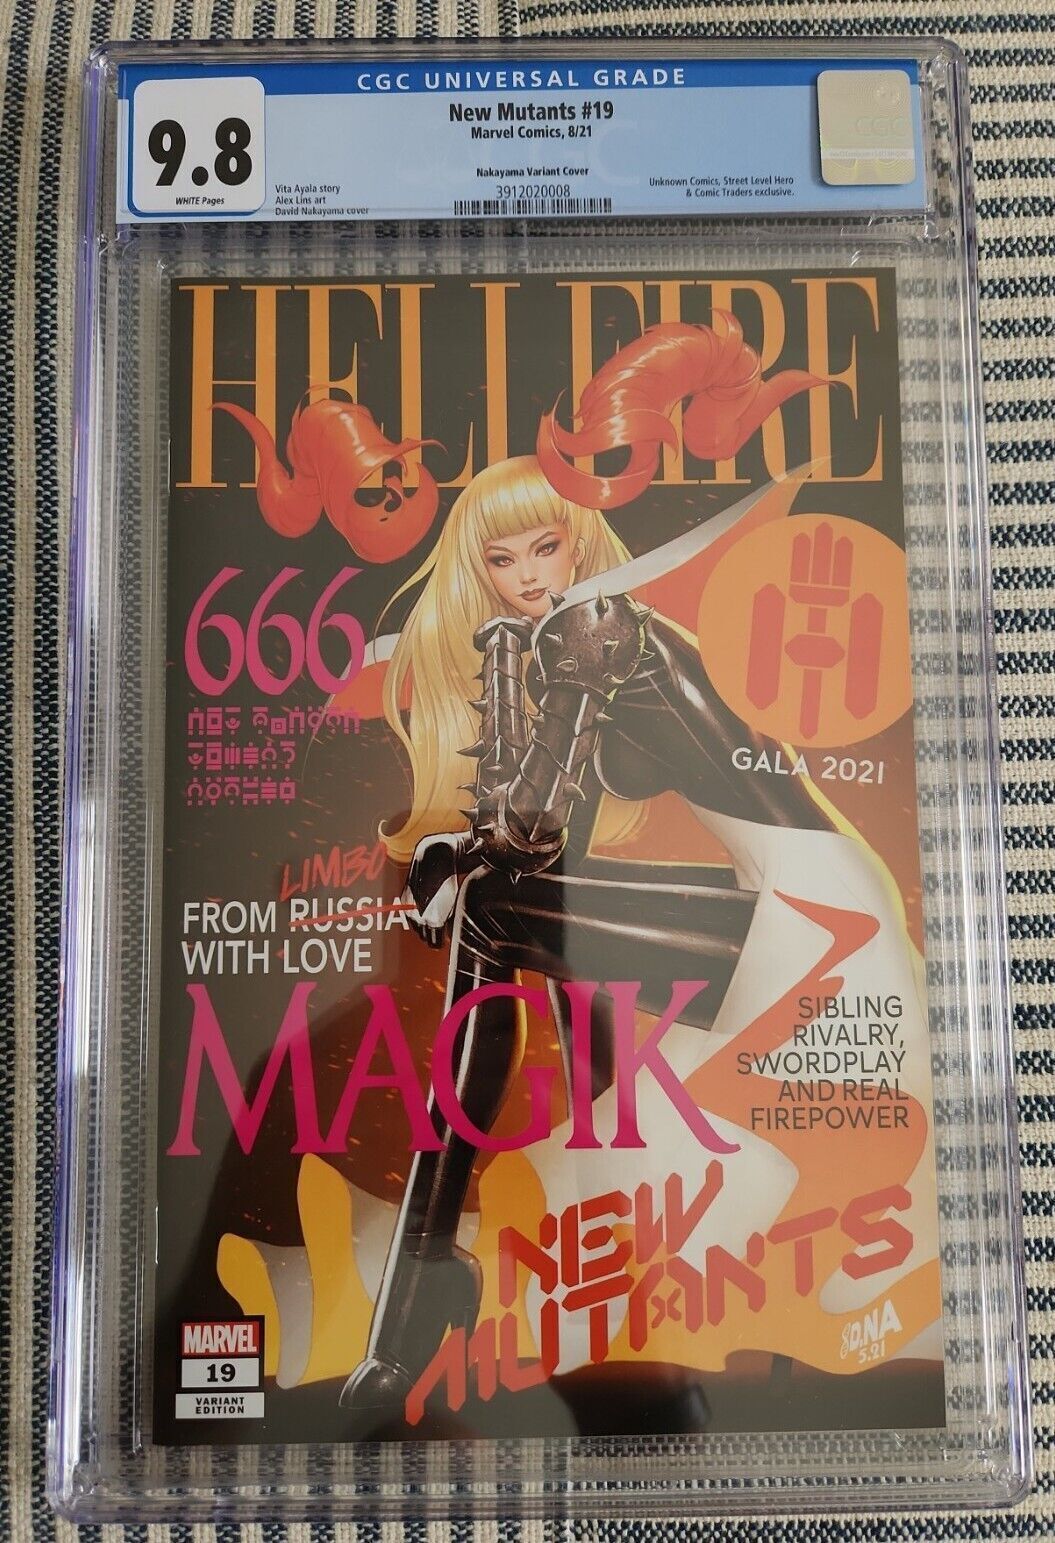 CGC UNIVERSAL GRADE
9.8
WHITE Pages
New Mutants #19
Marvel Comics, 8/21
Nakayama Variant Cover
3912020008
Vita Ayala story
Alex Lins art
David Nakayama cover
Unknown Comics, Street Level Hero
& Comic Traders exclusive.
CGC
HELLFIRE
666
GALA 2021
LIMBO
FROM RUSSIA
WITH LOVE
MAGIK
SIBLING
RIVALRY,
SWORDPLAY
AND REAL
FIREPOWER
NEW
MUTANTS
DNA
5.21
MARVEL
19
VARIANT
EDITION